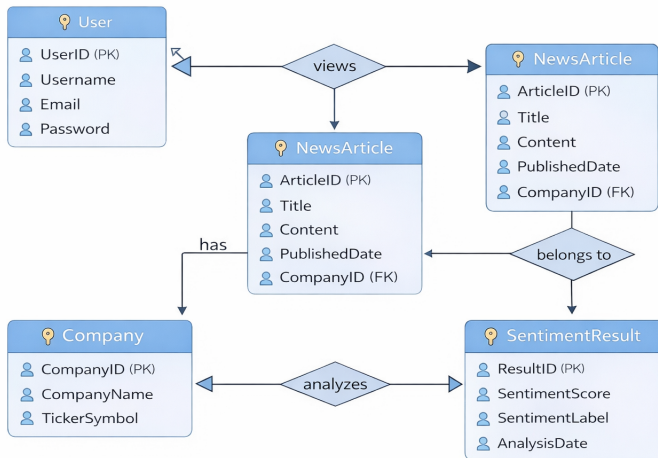 User
UserID (PK)
Username
Email
Password
views
NewsArticle
ArticleID (PK)
Title
Content
PublishedDate
CompanyID (FK)
NewsArticle
ArticleID (PK)
Title
Content
PublishedDate
CompanyID (FK)
has
belongs to
Company
CompanyID (PK)
CompanyName
TickerSymbol
analyzes
SentimentResult
ResultID (PK)
SentimentScore
SentimentLabel
AnalysisDate